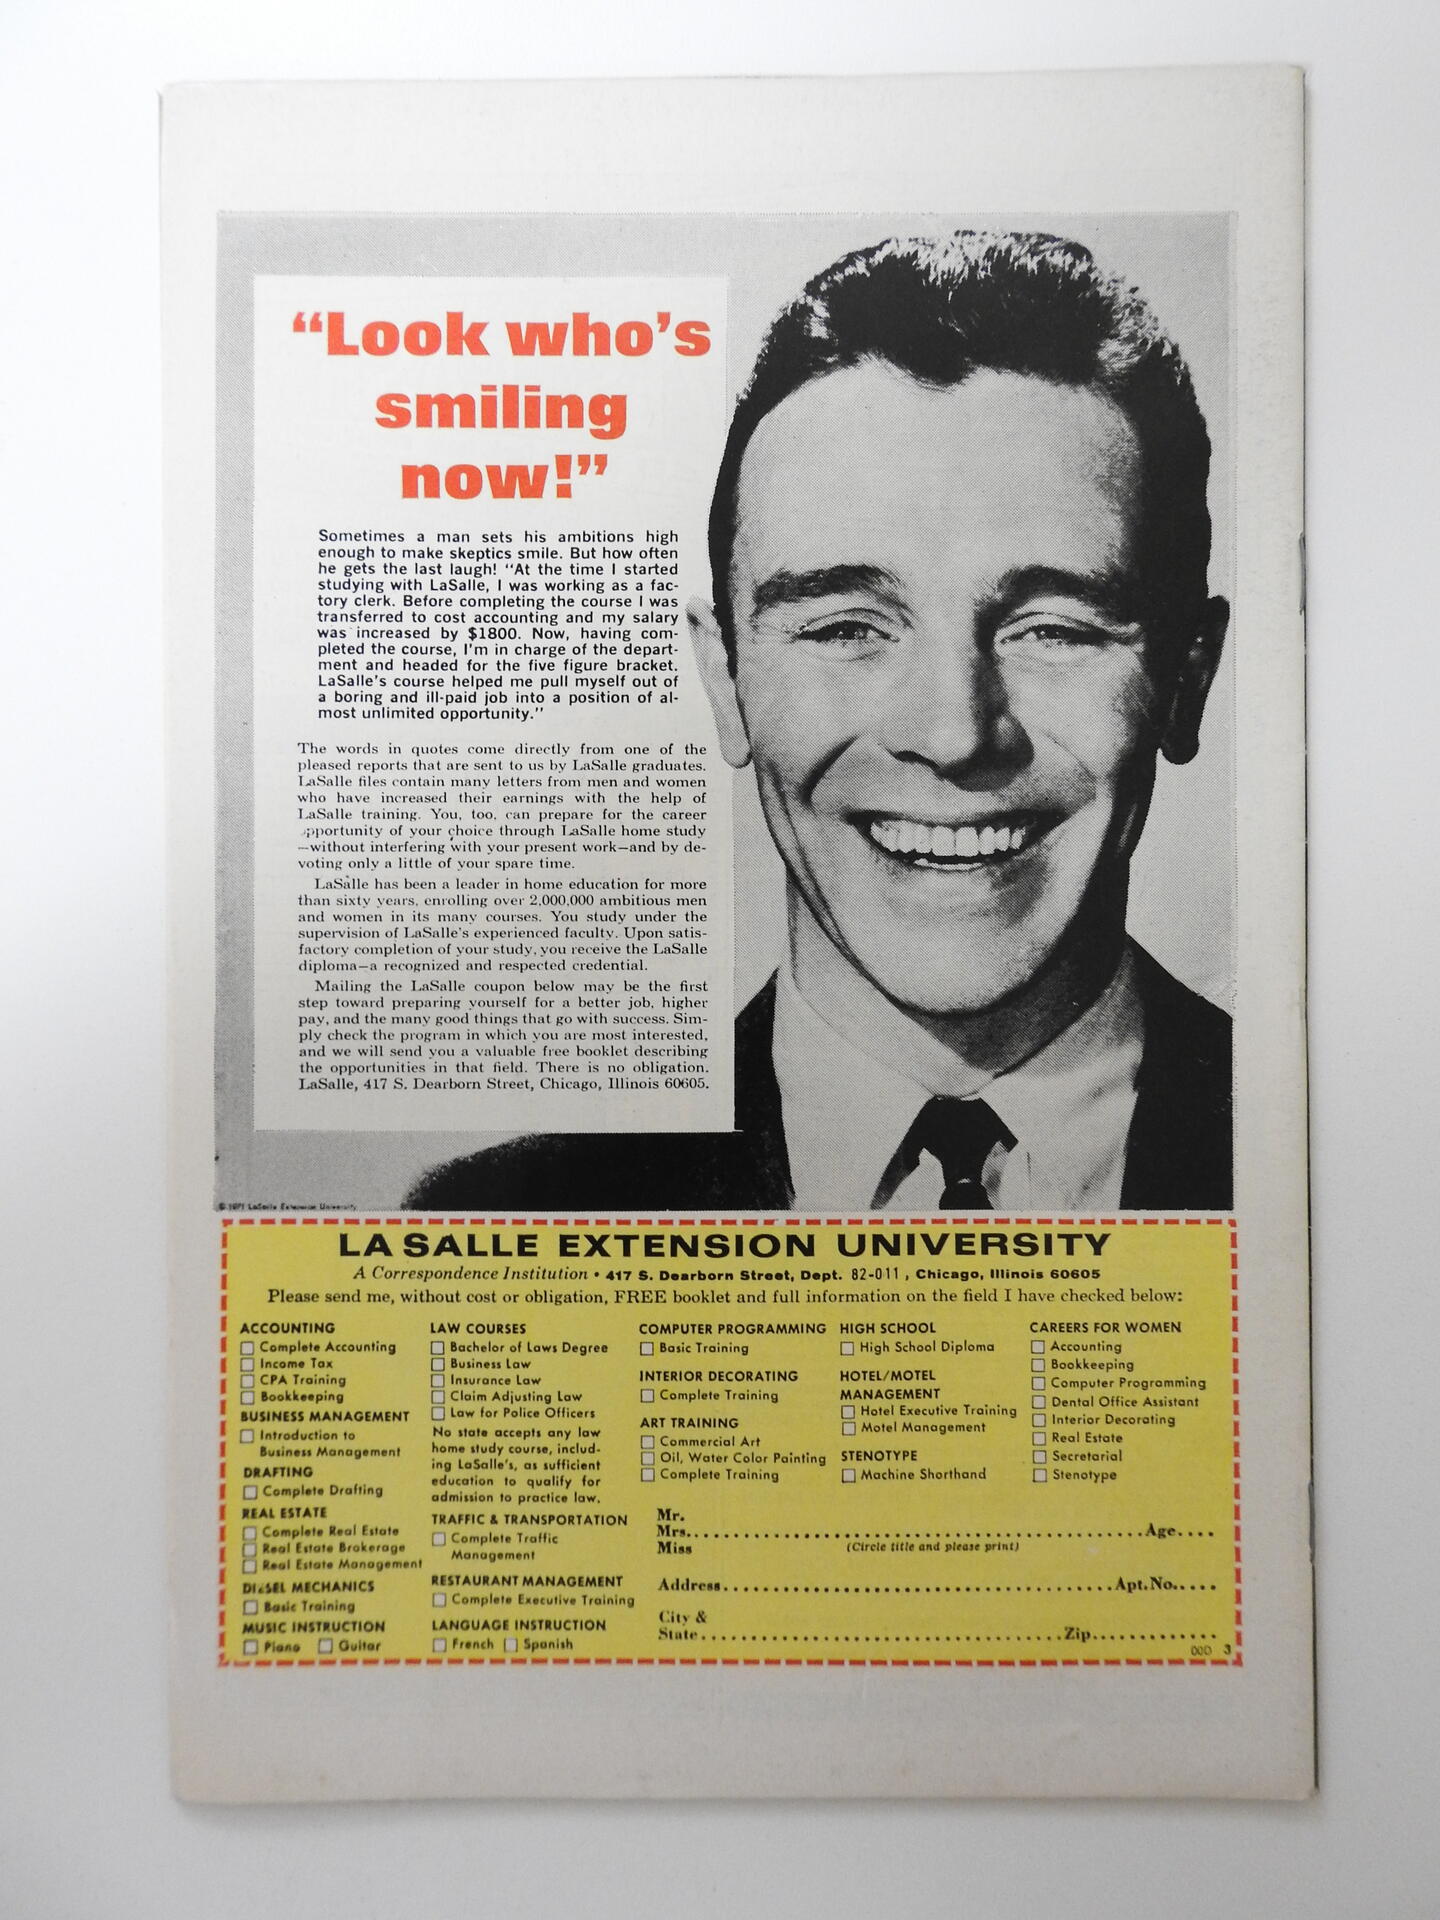 “Look who’s
smiling
now!”
Sometimes a man sets his ambitions high
enough to make skeptics smile. But how often
he gets the last laugh! “At the time I started
studying with LaSalle, I was working as a fac-
tory clerk. Before completing the course I was
transferred to cost accounting and my salary
was increased by $1800. Now, having com-
pleted the course, I’m in charge of the depart-
ment and headed for the five figure bracket.
LaSalle’s course helped me pull myself out of
a boring and ill-paid job into a position of al-
most unlimited opportunity.”
The words in quotes come directly from one of the
pleased reports that are sent to us by LaSalle graduates.
LaSalle files contain many letters from men and women
who have increased their earnings with the help of
LaSalle training. You, too, can prepare for the career
opportunity of your choice through LaSalle home study
—without interfering with your present work—and by de-
voting only a little of your spare time.
LaSalle has been a leader in home education for more
than sixty years, enrolling over 2,000,000 ambitious men
and women in its many courses. You study under the
supervision of LaSalle’s experienced faculty. Upon satis-
factory completion of your study, you receive the LaSalle
diploma—a recognized and respected credential.
Mailing the LaSalle coupon below may be the first
step toward preparing yourself for a better job, higher
pay, and the many good things that go with success. Sim-
ply check the program in which you are most interested,
and we will send you a valuable free booklet describing
the opportunities in that field. There is no obligation.
LaSalle, 417 S. Dearborn Street, Chicago, Illinois 60605.
© 1971 LaSalle Extension University
LA SALLE EXTENSION UNIVERSITY
A Correspondence Institution • 417 S. Dearborn Street, Dept. 82-011, Chicago, Illinois 60605
Please send me, without cost or obligation, FREE booklet and full information on the field I have checked below:
ACCOUNTING
Complete Accounting
Income Tax
CPA Training
Bookkeeping
BUSINESS MANAGEMENT
Introduction to
Business Management
DRAFTING
Complete Drafting
REAL ESTATE
Complete Real Estate
Real Estate Brokerage
Real Estate Management
DIESEL MECHANICS
Basic Training
MUSIC INSTRUCTION
Piano Guitar
LAW COURSES
Bachelor of Laws Degree
Business Law
Insurance Law
Claim Adjusting Law
Law for Police Officers
No state accepts any law
home study course, includ-
ing LaSalle’s, as sufficient
education to qualify for
admission to practice law.
TRAFFIC & TRANSPORTATION
Complete Traffic
Management
RESTAURANT MANAGEMENT
Complete Executive Training
LANGUAGE INSTRUCTION
French Spanish
COMPUTER PROGRAMMING
Basic Training
INTERIOR DECORATING
Complete Training
ART TRAINING
Commercial Art
Oil, Water Color Painting
Complete Training
HIGH SCHOOL
High School Diploma
HOTEL/MOTEL
MANAGEMENT
Hotel Executive Training
Motel Management
STENOTYPE
Machine Shorthand
CAREERS FOR WOMEN
Accounting
Bookkeeping
Computer Programming
Dental Office Assistant
Interior Decorating
Real Estate
Secretarial
Stenotype
Mr.
Mrs. Age
Miss (Circle title and please print)
Address Apt.No.
City &
State Zip
00D 3